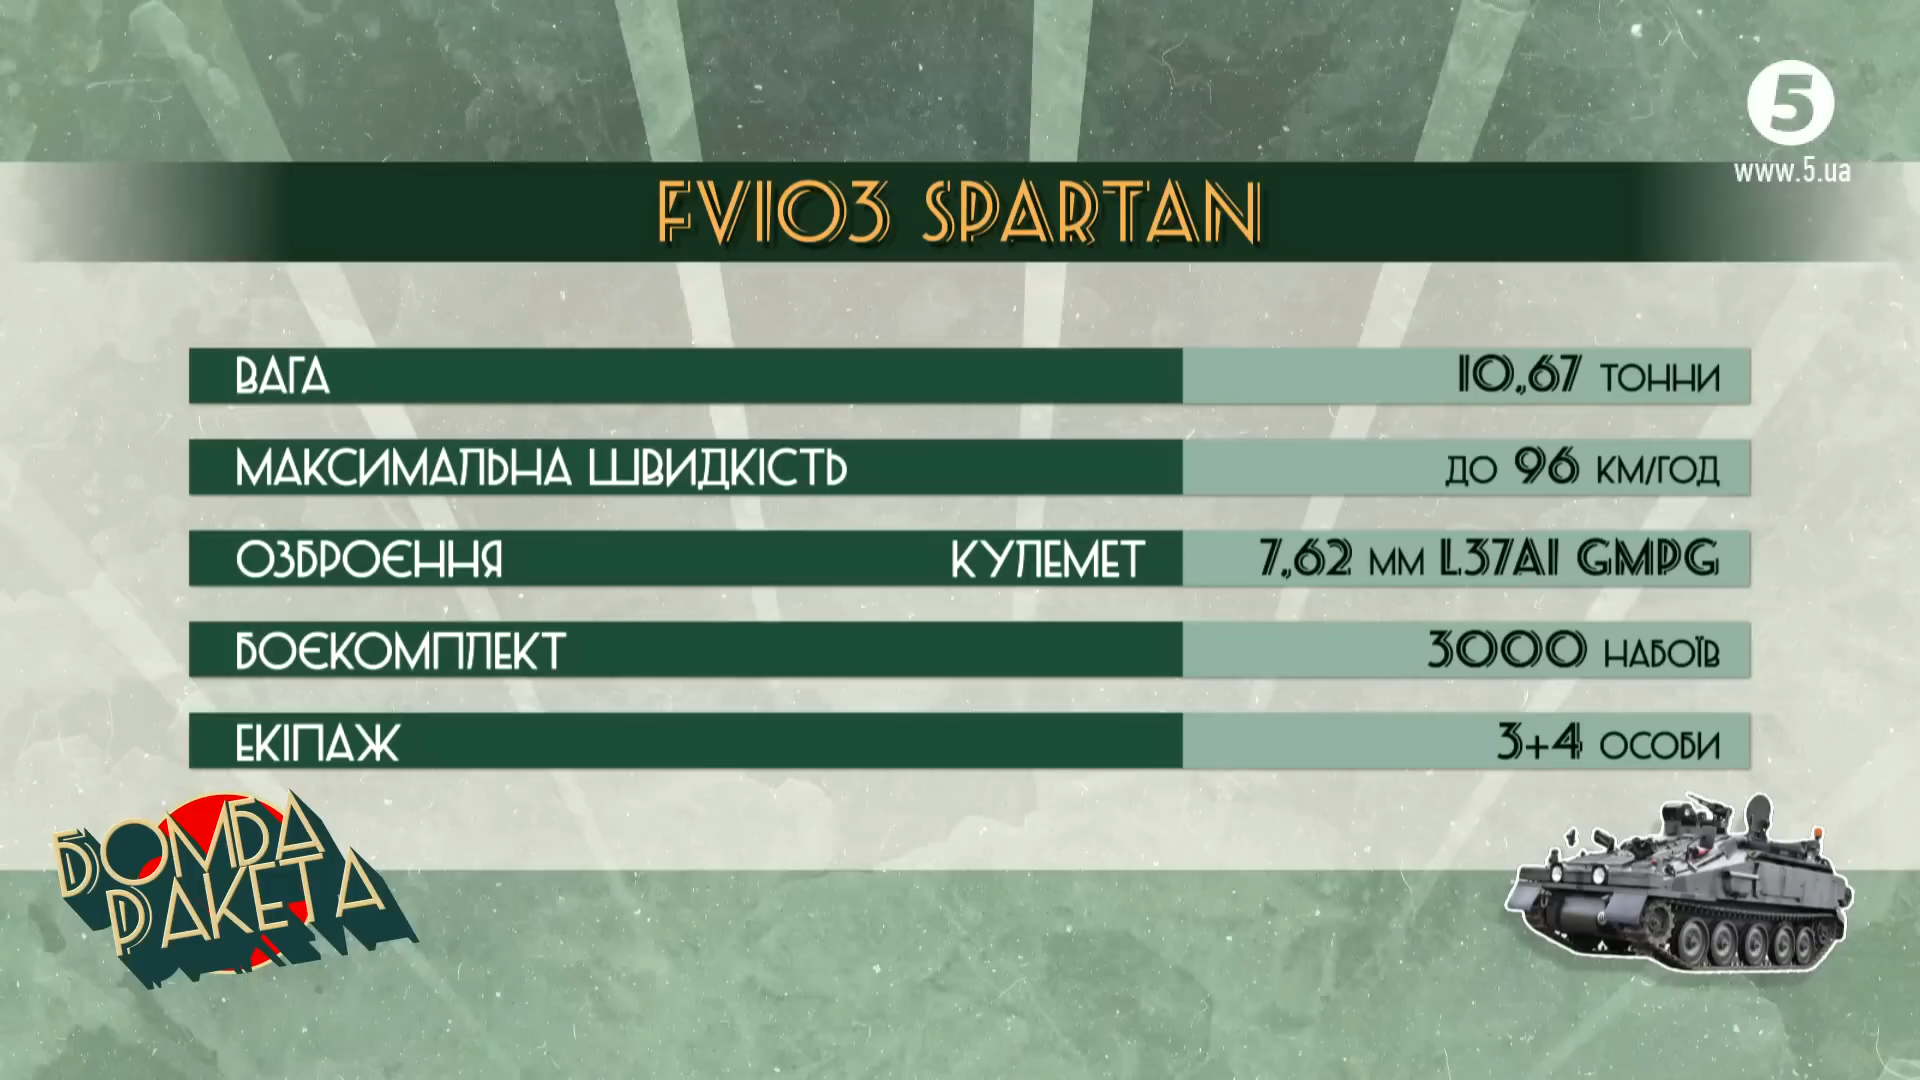 5
www.5.ua
FV103 SPARTAN
ВАГА 10,67 ТОННИ
МАКСИМАЛЬНА ШВИДКІСТЬ ДО 96 КМ/ГОД
ОЗБРОЄННЯ КУЛЕМЕТ 7,62 ММ L37A1 GMPG
БОЄКОМПЛЕКТ 3000 НАБОЇВ
ЕКІПАЖ 3+4 ОСОБИ
БОМБА
РАКЕТА